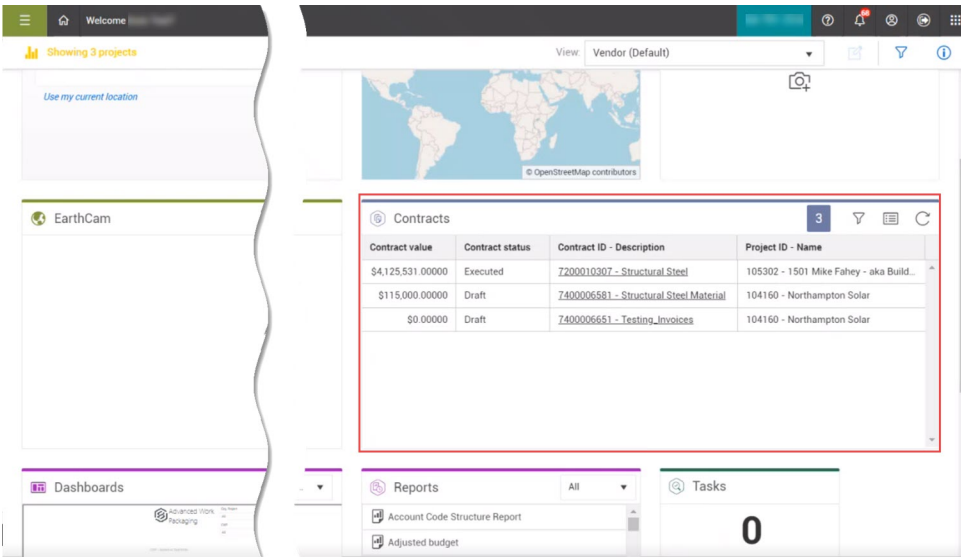 Welcome
66
Showing 3 projects
View: Vendor (Default)
Use my current location
© OpenStreetMap contributors
EarthCam
Contracts
3
Contract value Contract status Contract ID - Description Project ID - Name
$4,125,531.00000 Executed 7200010307 - Structural Steel 105302 - 1501 Mike Fahey - aka Build...
$115,000.00000 Draft 7400006581 - Structural Steel Material 104160 - Northampton Solar
$0.00000 Draft 7400006651 - Testing_Invoices 104160 - Northampton Solar
Dashboards
...
Reports
All
Tasks
Advanced Work
Packaging
Account Code Structure Report
Adjusted budget
0